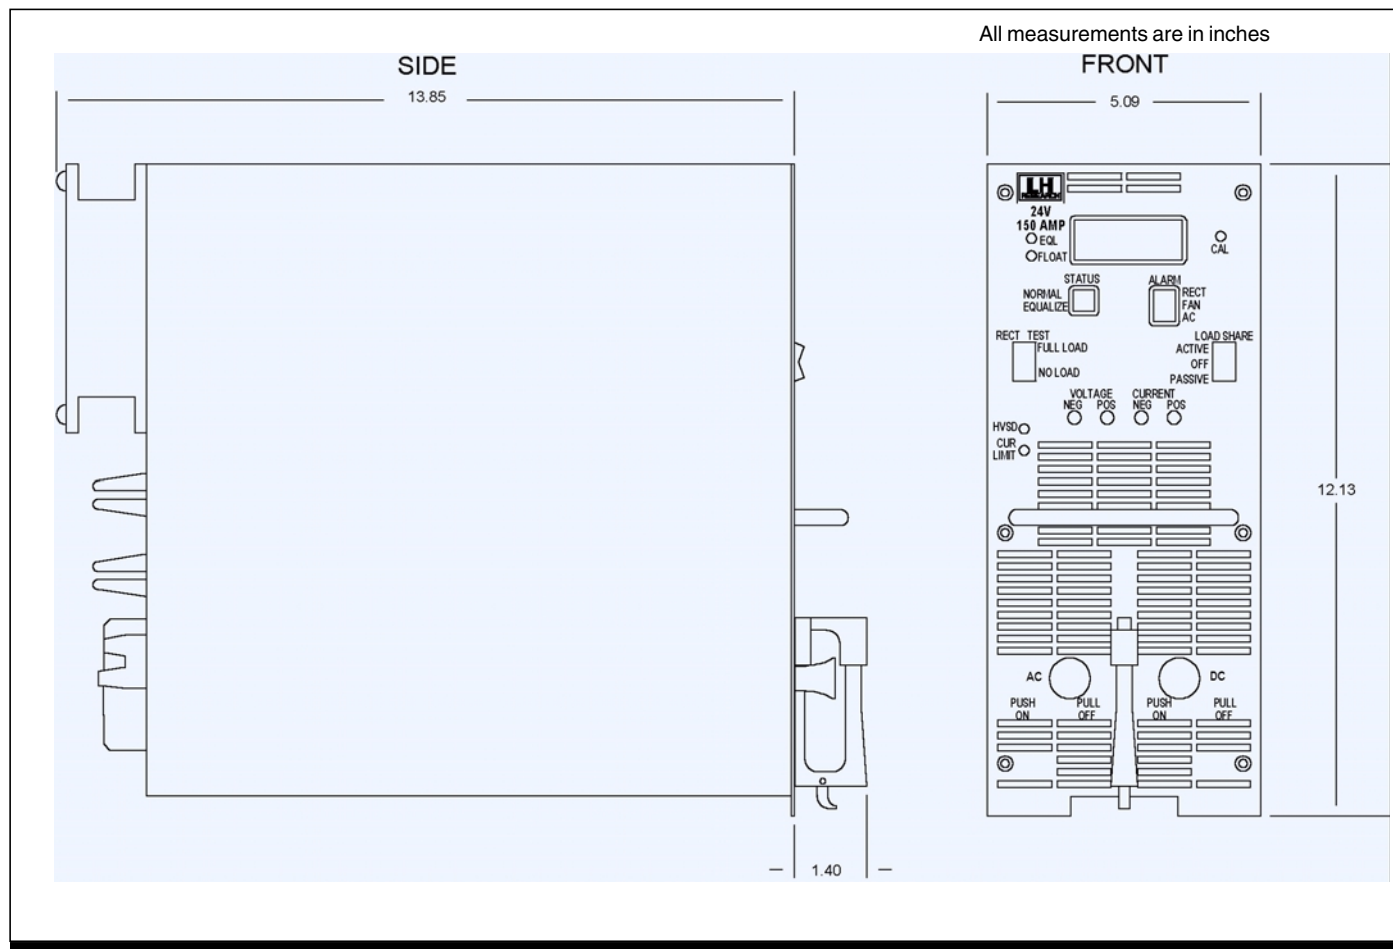 All measurements are in inches
SIDE
FRONT
13.85
5.09
LH
RESEARCH
24V
150 AMP
EQL
FLOAT
CAL
STATUS
NORMAL
EQUALIZE
ALARM
RECT
FAN
AC
RECT TEST
FULL LOAD
NO LOAD
LOAD SHARE
ACTIVE
OFF
PASSIVE
VOLTAGE
NEG POS
CURRENT
NEG POS
HVSD
CUR
LIMIT
12.13
AC
DC
PUSH
ON
PULL
OFF
PUSH
ON
PULL
OFF
1.40